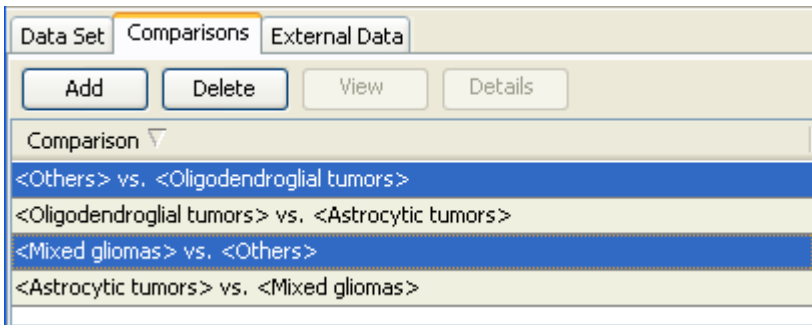 Data Set Comparisons External Data
Add Delete View Details
Comparison
<Others> vs. <Oligodendroglial tumors>
<Oligodendroglial tumors> vs. <Astrocytic tumors>
<Mixed gliomas> vs. <Others>
<Astrocytic tumors> vs. <Mixed gliomas>